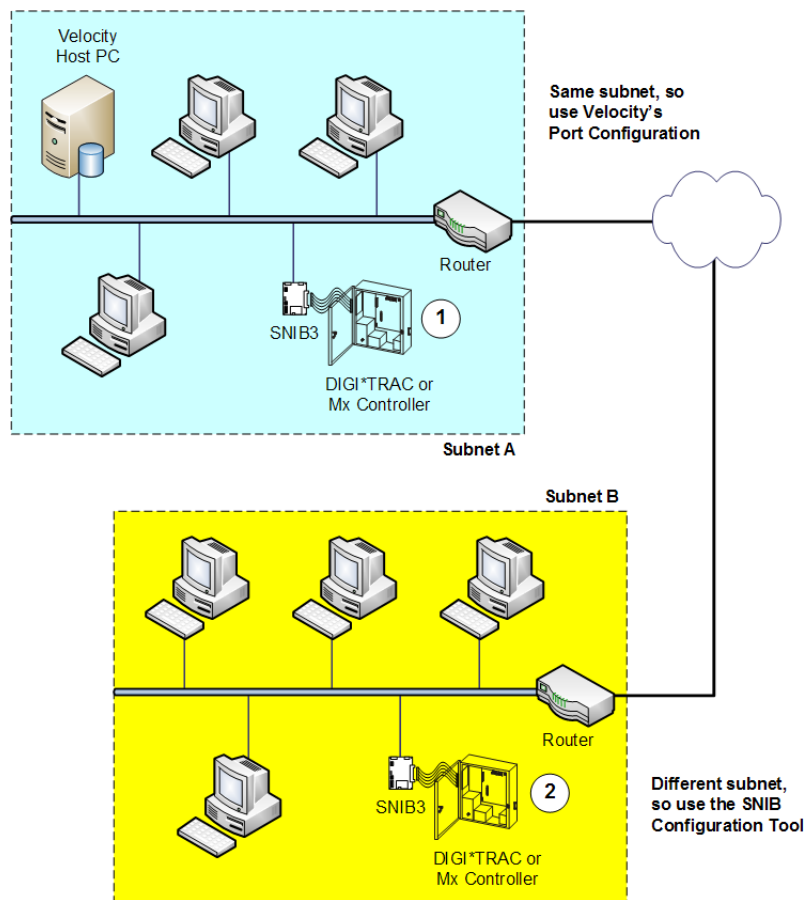 Velocity
Host PC
Same subnet, so
use Velocity's
Port Configuration
Router
SNIB3
1
DIGI*TRAC or
Mx Controller
Subnet A
Subnet B
Router
SNIB3
2
DIGI*TRAC or
Mx Controller
Different subnet,
so use the SNIB
Configuration Tool